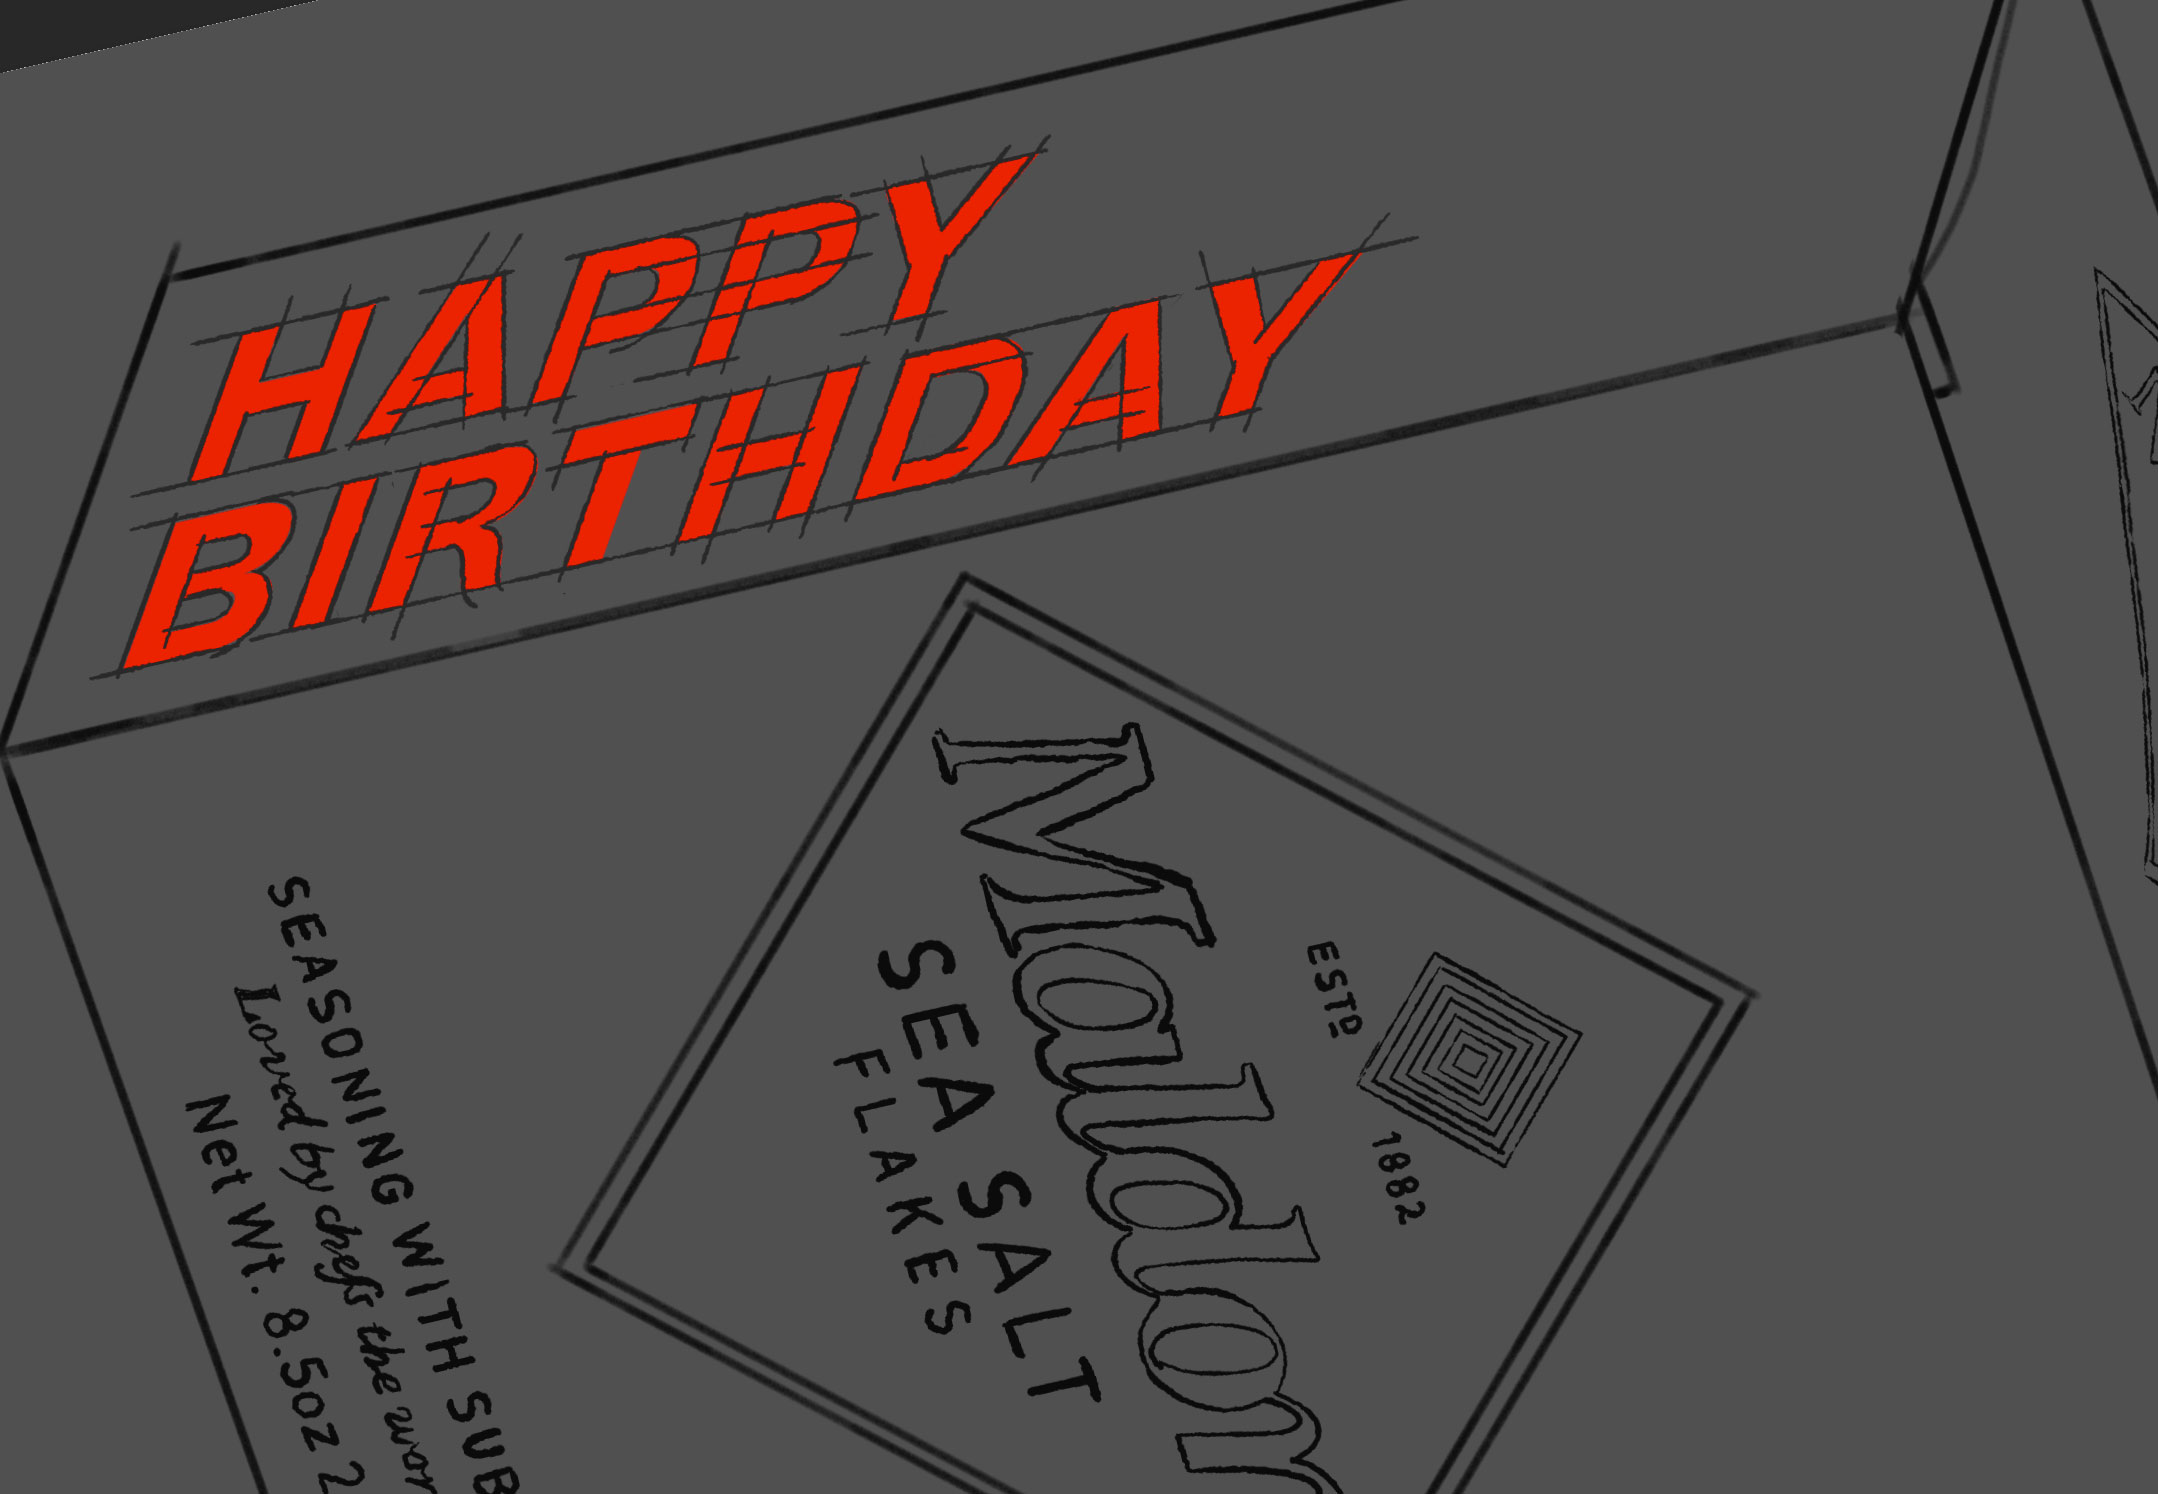 HAPPY
BIRTHDAY
ESTD 1882
Maldon
SEA SALT
FLAKES
SEASONING WITH SUB
Loved by chefs the wor
Net Wt. 8.5oz 2